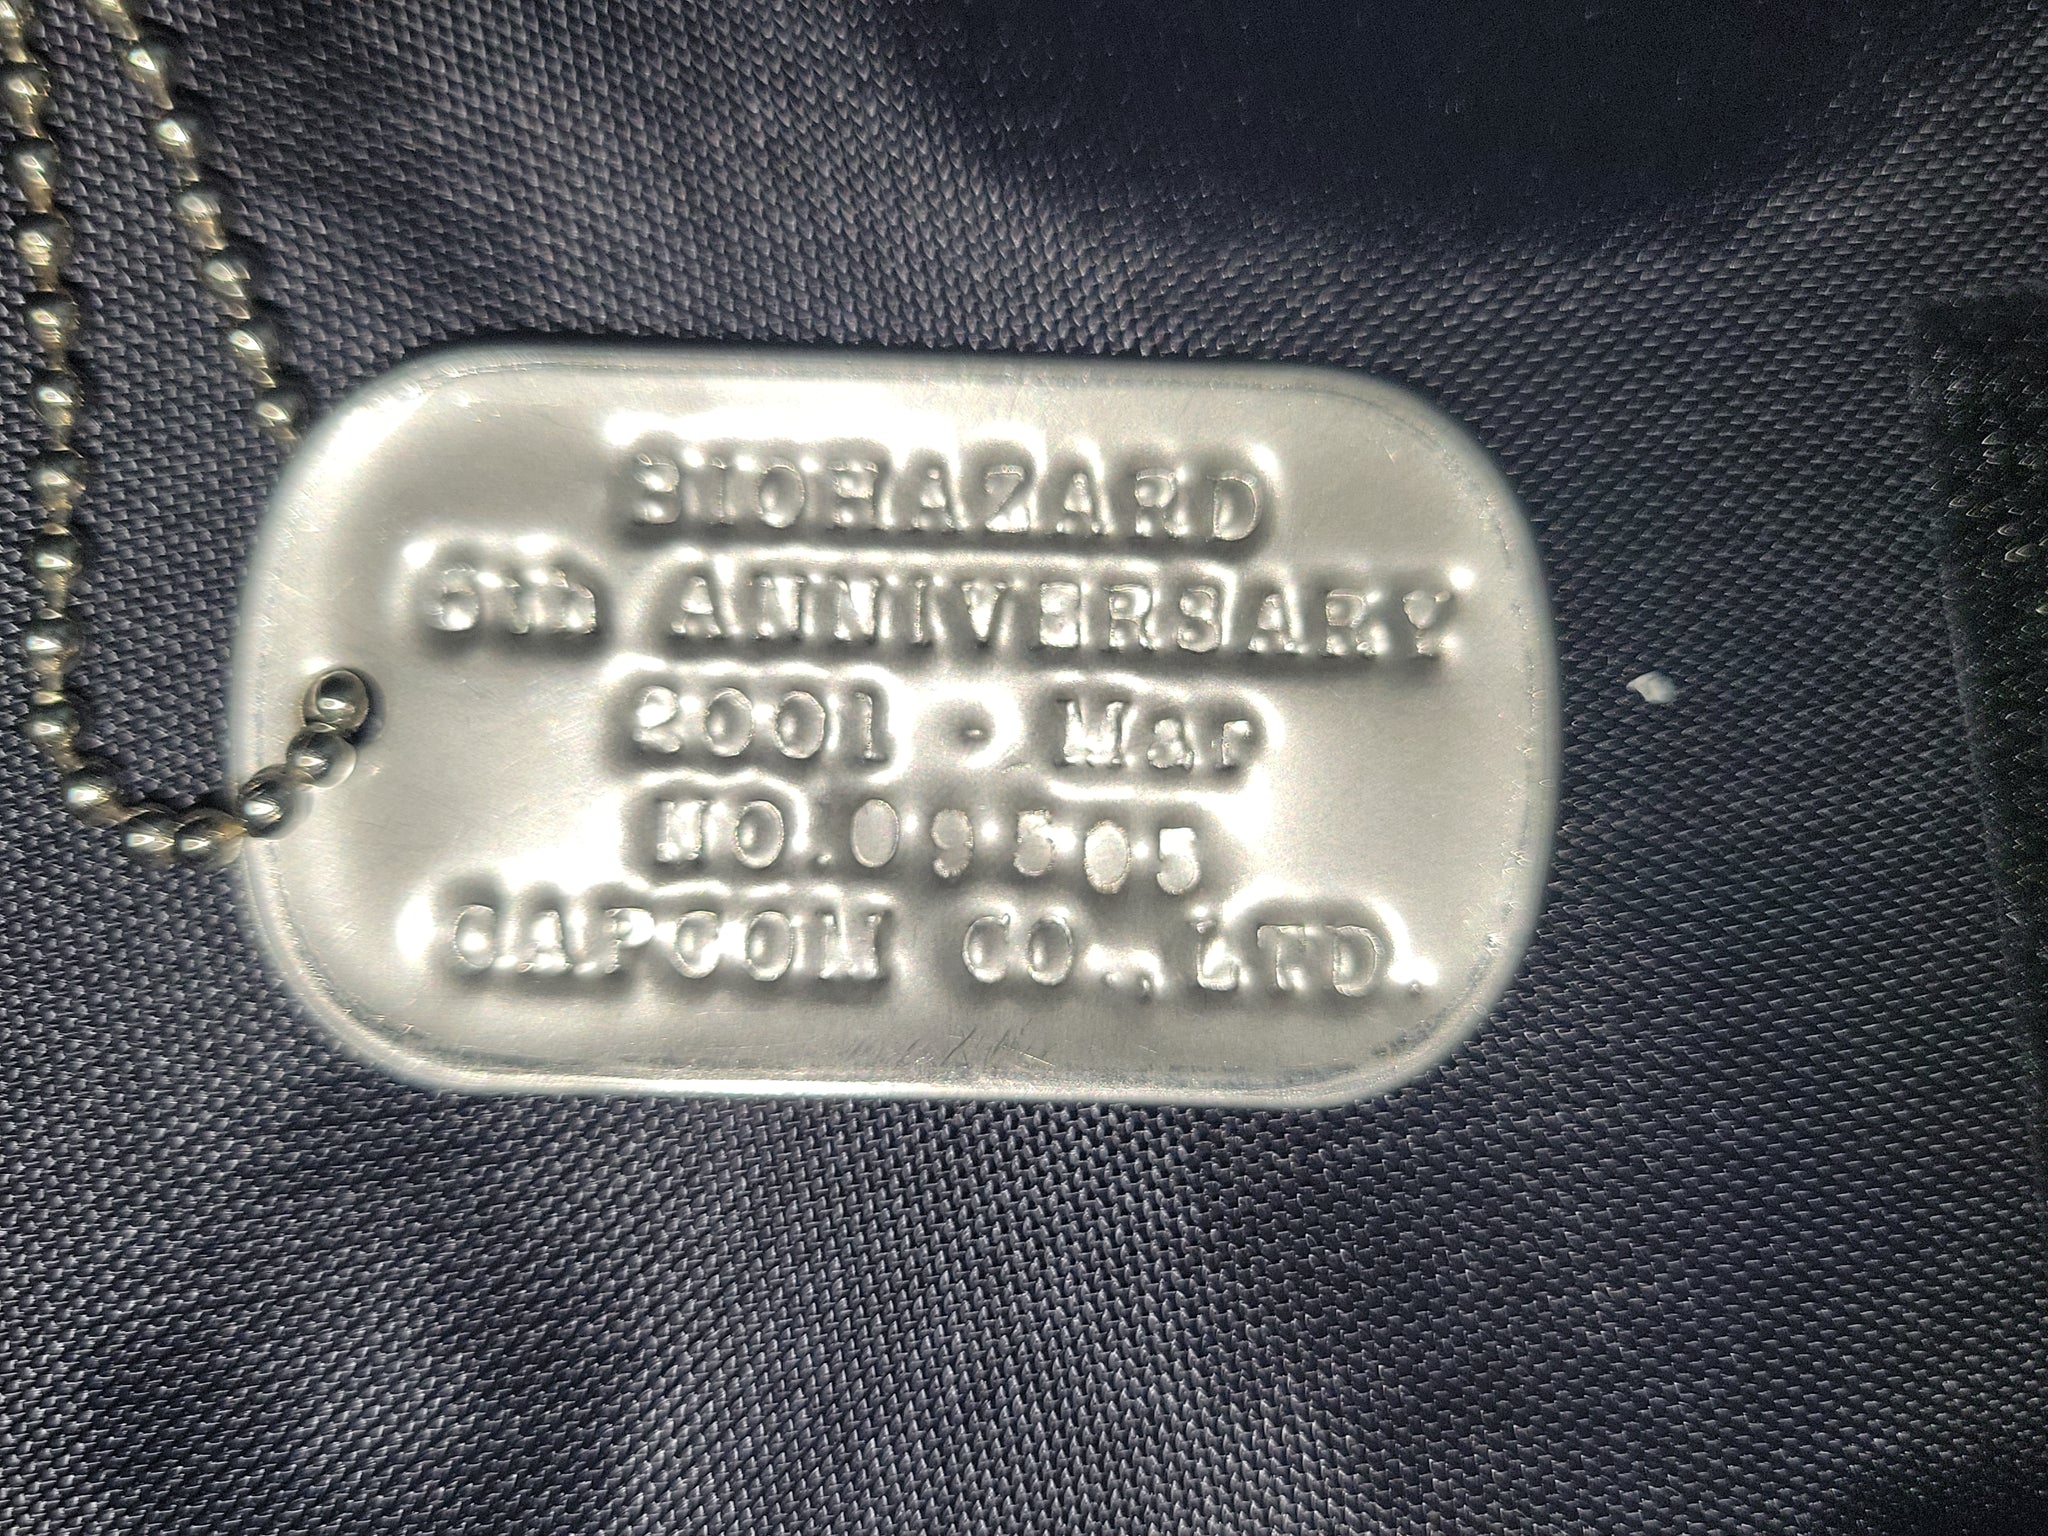 BIOHAZARD
5th ANNIVERSARY
2001・Mar
NO.09505
CAPCOM CO.,LTD.